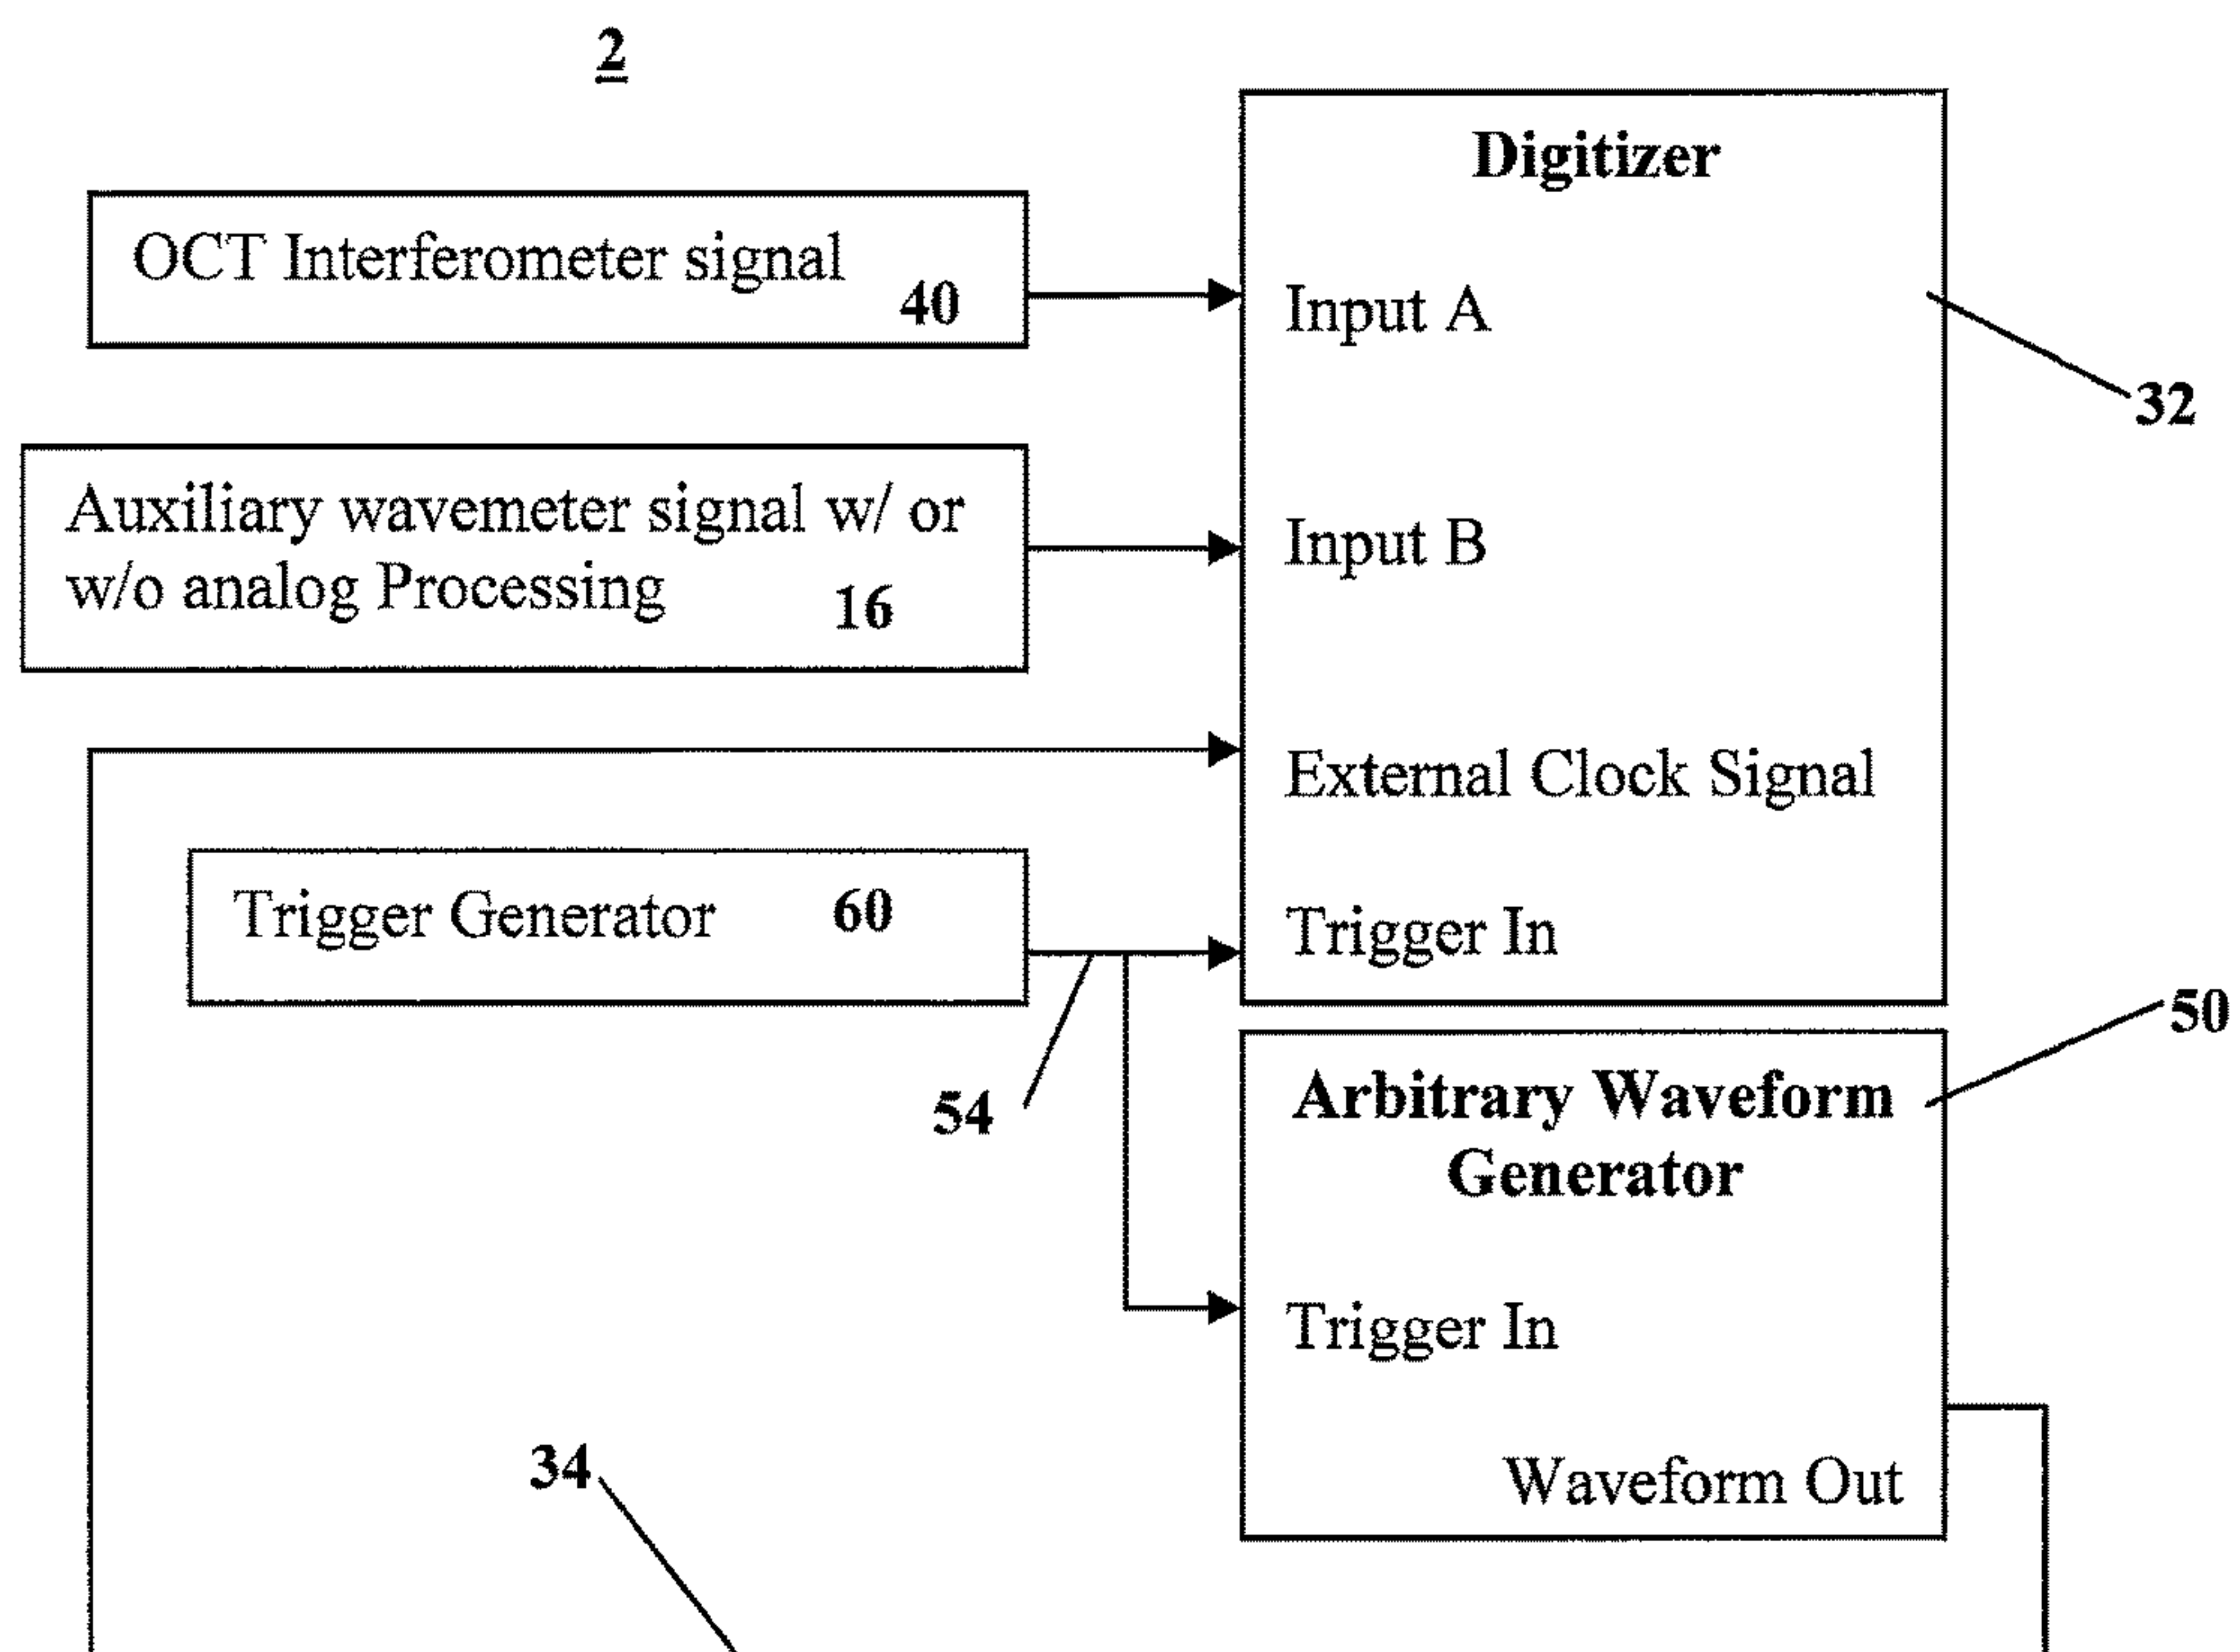 2
Digitizer
OCT Interferometer signal
40
Input A
32
Auxiliary wavemeter signal w/ or
w/o analog Processing
16
Input B
External Clock Signal
Trigger Generator
60
Trigger In
54
50
Arbitrary Waveform
Generator
Trigger In
34
Waveform Out